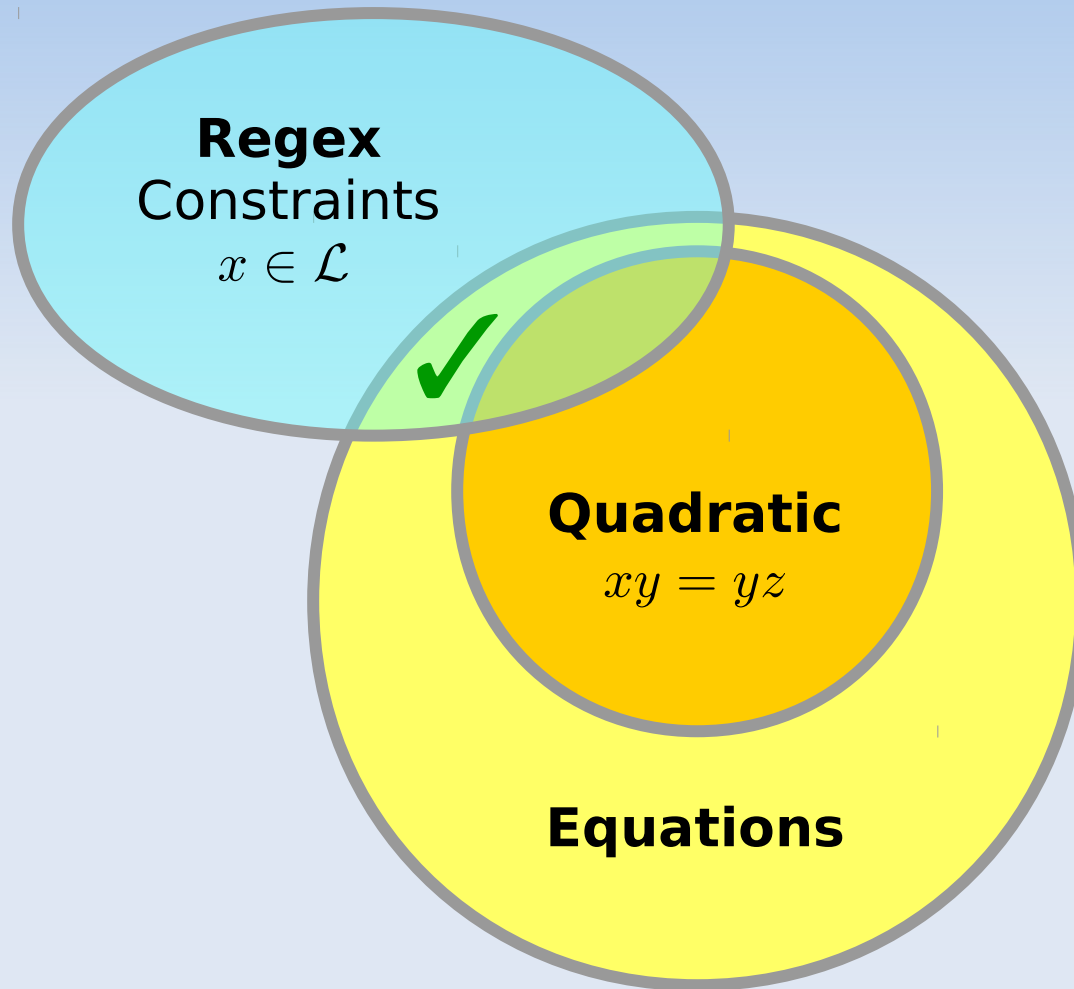 Regex
Constraints
x ∈ ℒ
✓
Quadratic
xy = yz
Equations